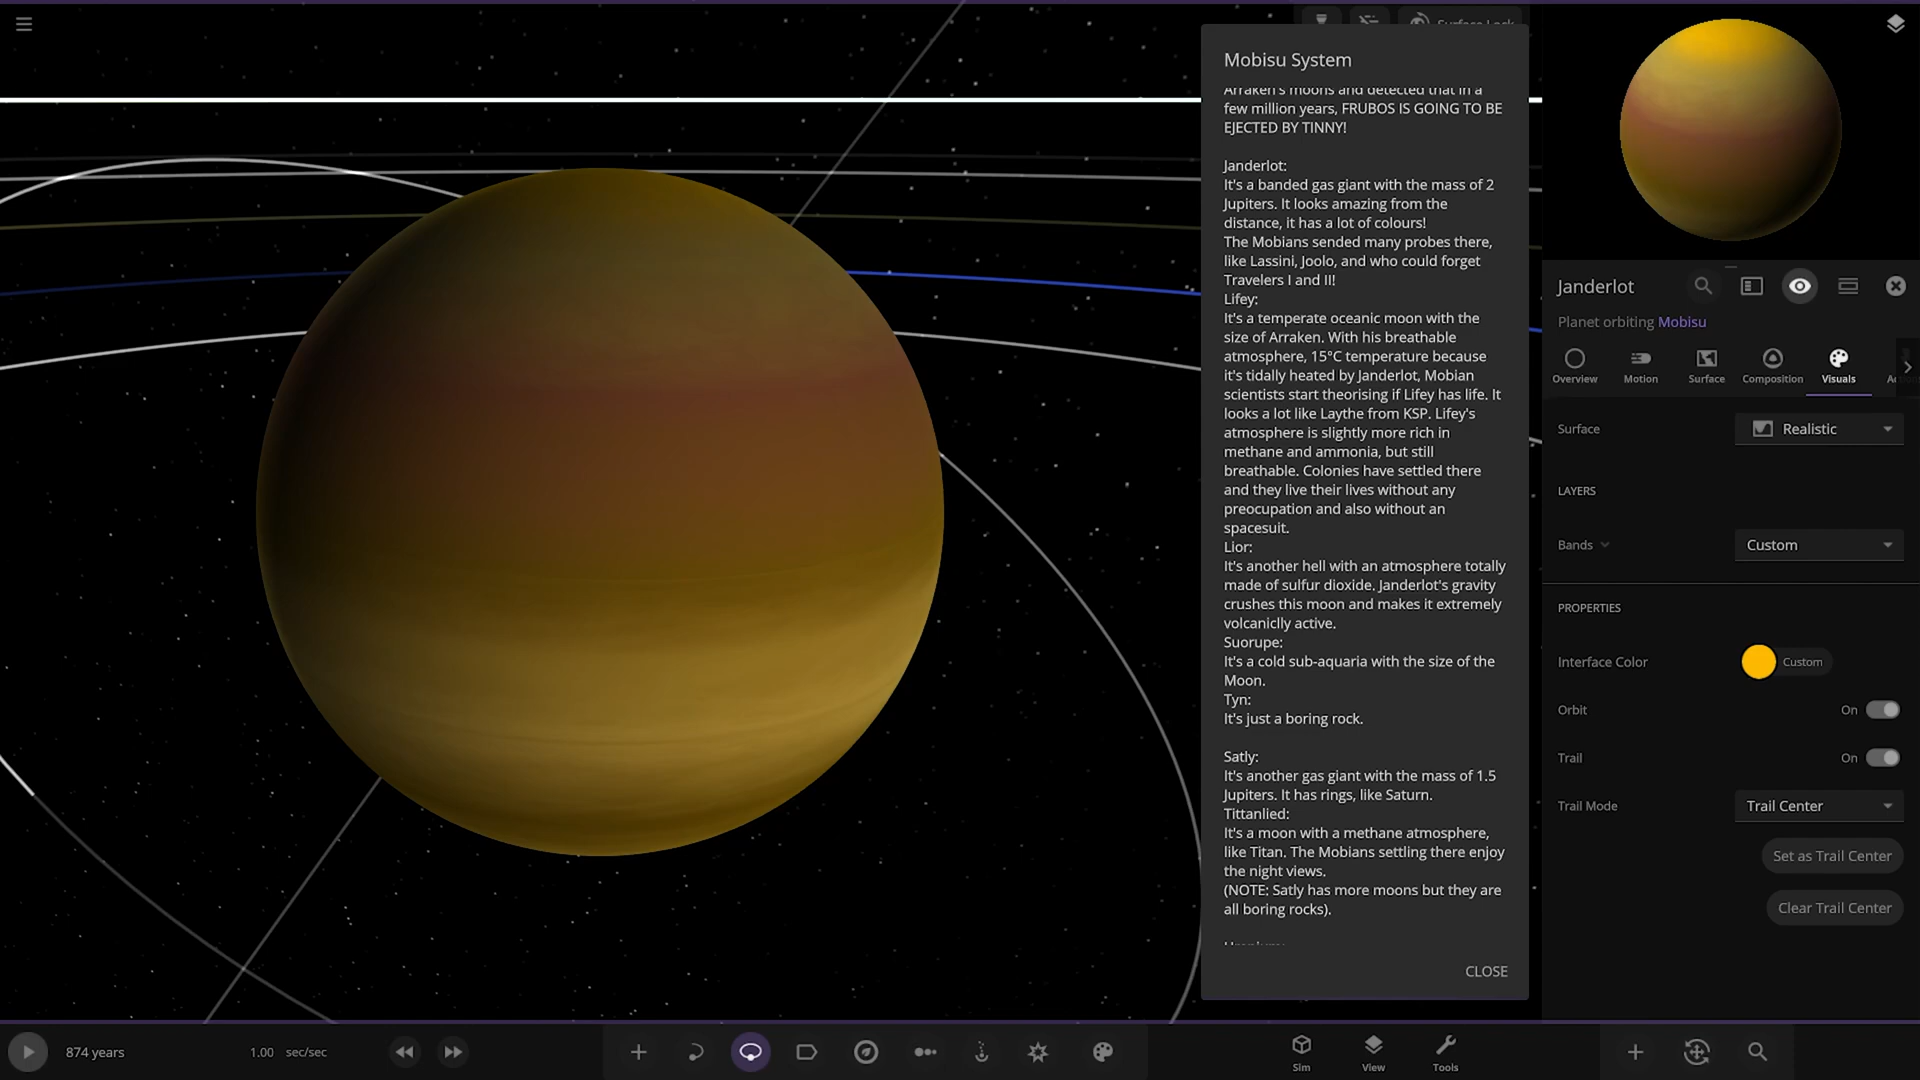 Surface Lock
Mobisu System
Arraken's moons and detected that in a
few million years, FRUBOS IS GOING TO BE
EJECTED BY TINNY!
Janderlot:
It's a banded gas giant with the mass of 2
Jupiters. It looks amazing from the
distance, it has a lot of colours!
The Mobians sended many probes there,
like Lassini, Joolo, and who could forget
Travelers I and II!
Lifey:
It's a temperate oceanic moon with the
size of Arraken. With his breathable
atmosphere, 15°C temperature because
it's tidally heated by Janderlot, Mobian
scientists start theorising if Lifey has life. It
looks a lot like Laythe from KSP. Lifey's
atmosphere is slightly more rich in
methane and ammonia, but still
breathable. Colonies have settled there
and they live their lives without any
preocupation and also without an
spacesuit.
Lior:
It's another hell with an atmosphere totally
made of sulfur dioxide. Janderlot's gravity
crushes this moon and makes it extremely
volcaniclly active.
Suorupe:
It's a cold sub-aquaria with the size of the
Moon.
Tyn:
It's just a boring rock.
Satly:
It's another gas giant with the mass of 1.5
Jupiters. It has rings, like Saturn.
Tittanlied:
It's a moon with a methane atmosphere,
like Titan. The Mobians settling there enjoy
the night views.
(NOTE: Satly has more moons but they are
all boring rocks).
CLOSE
Janderlot
Planet orbiting Mobisu
Overview Motion Surface Composition Visuals
Surface Realistic
LAYERS
Bands Custom
PROPERTIES
Interface Color Custom
Orbit On
Trail On
Trail Mode Trail Center
Set as Trail Center
Clear Trail Center
874 years 1.00 sec/sec
Sim View Tools